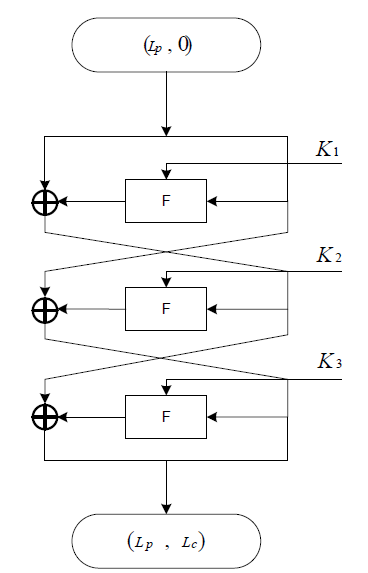 (Lp , 0)
K1
F
K2
F
K3
F
(Lp , Lc)